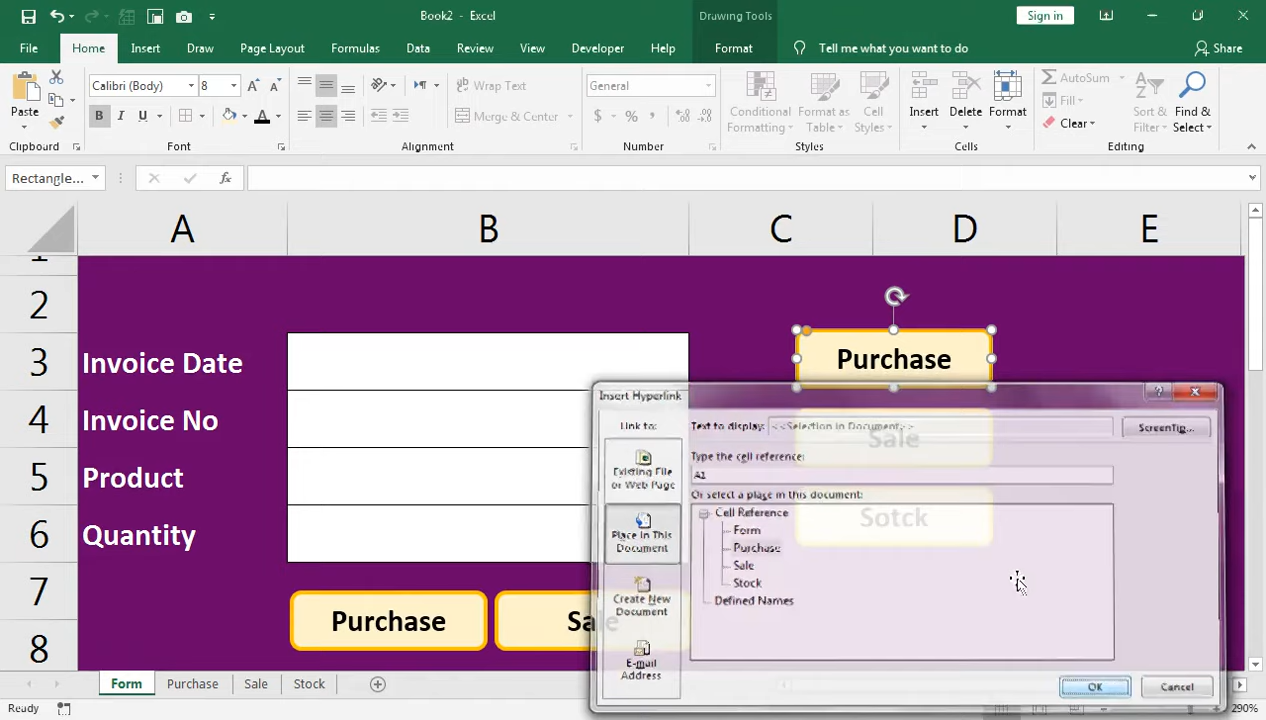 Book2 - Excel
Drawing Tools
Sign in
File Home Insert Draw Page Layout Formulas Data Review View Developer Help Format Tell me what you want to do Share
Paste
Calibri (Body) 8
B I U
Wrap Text
Merge & Center
General
Conditional Formatting
Format as Table
Cell Styles
Insert Delete Format
AutoSum
Fill
Clear
Sort & Filter
Find & Select
Clipboard Font Alignment Number Styles Cells Editing
Rectangle... fx
A B C D E
1
2
3 Invoice Date Purchase
4 Invoice No Sale
5 Product
6 Quantity Sotck
7 Purchase Sale
8
Insert Hyperlink
Link to:
Text to display: <<Selection in Document>>
ScreenTip...
Existing File or Web Page
Type the cell reference:
A1
Or select a place in this document:
Place in This Document
Cell Reference
Form
Purchase
Sale
Stock
Defined Names
Create New Document
E-mail Address
OK Cancel
Form Purchase Sale Stock
Ready
290%